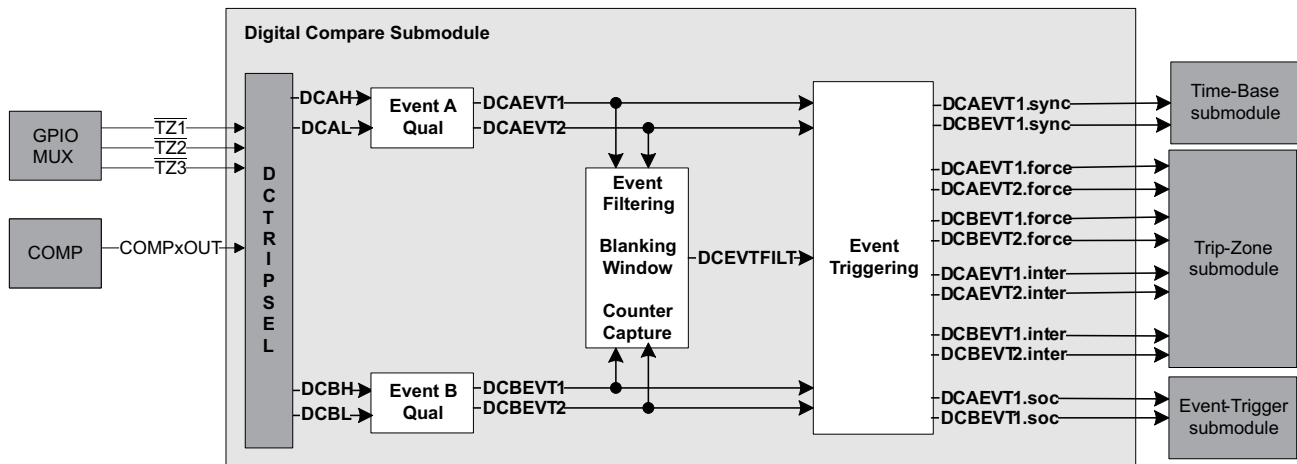 Digital Compare Submodule
GPIO
MUX
TZ1
TZ2
TZ3
COMP
COMPxOUT
D
C
T
R
I
P
S
E
L
DCAH
DCAL
Event A
Qual
DCAEVT1
DCAEVT2
Event
Filtering
Blanking
Window
Counter
Capture
DCEVTFILT
DCBH
DCBL
Event B
Qual
DCBEVT1
DCBEVT2
Event
Triggering
DCAEVT1.sync
DCBEVT1.sync
DCAEVT1.force
DCAEVT2.force
DCBEVT1.force
DCBEVT2.force
DCAEVT1.inter
DCAEVT2.inter
DCBEVT1.inter
DCBEVT2.inter
DCAEVT1.soc
DCBEVT1.soc
Time-Base
submodule
Trip-Zone
submodule
Event-Trigger
submodule